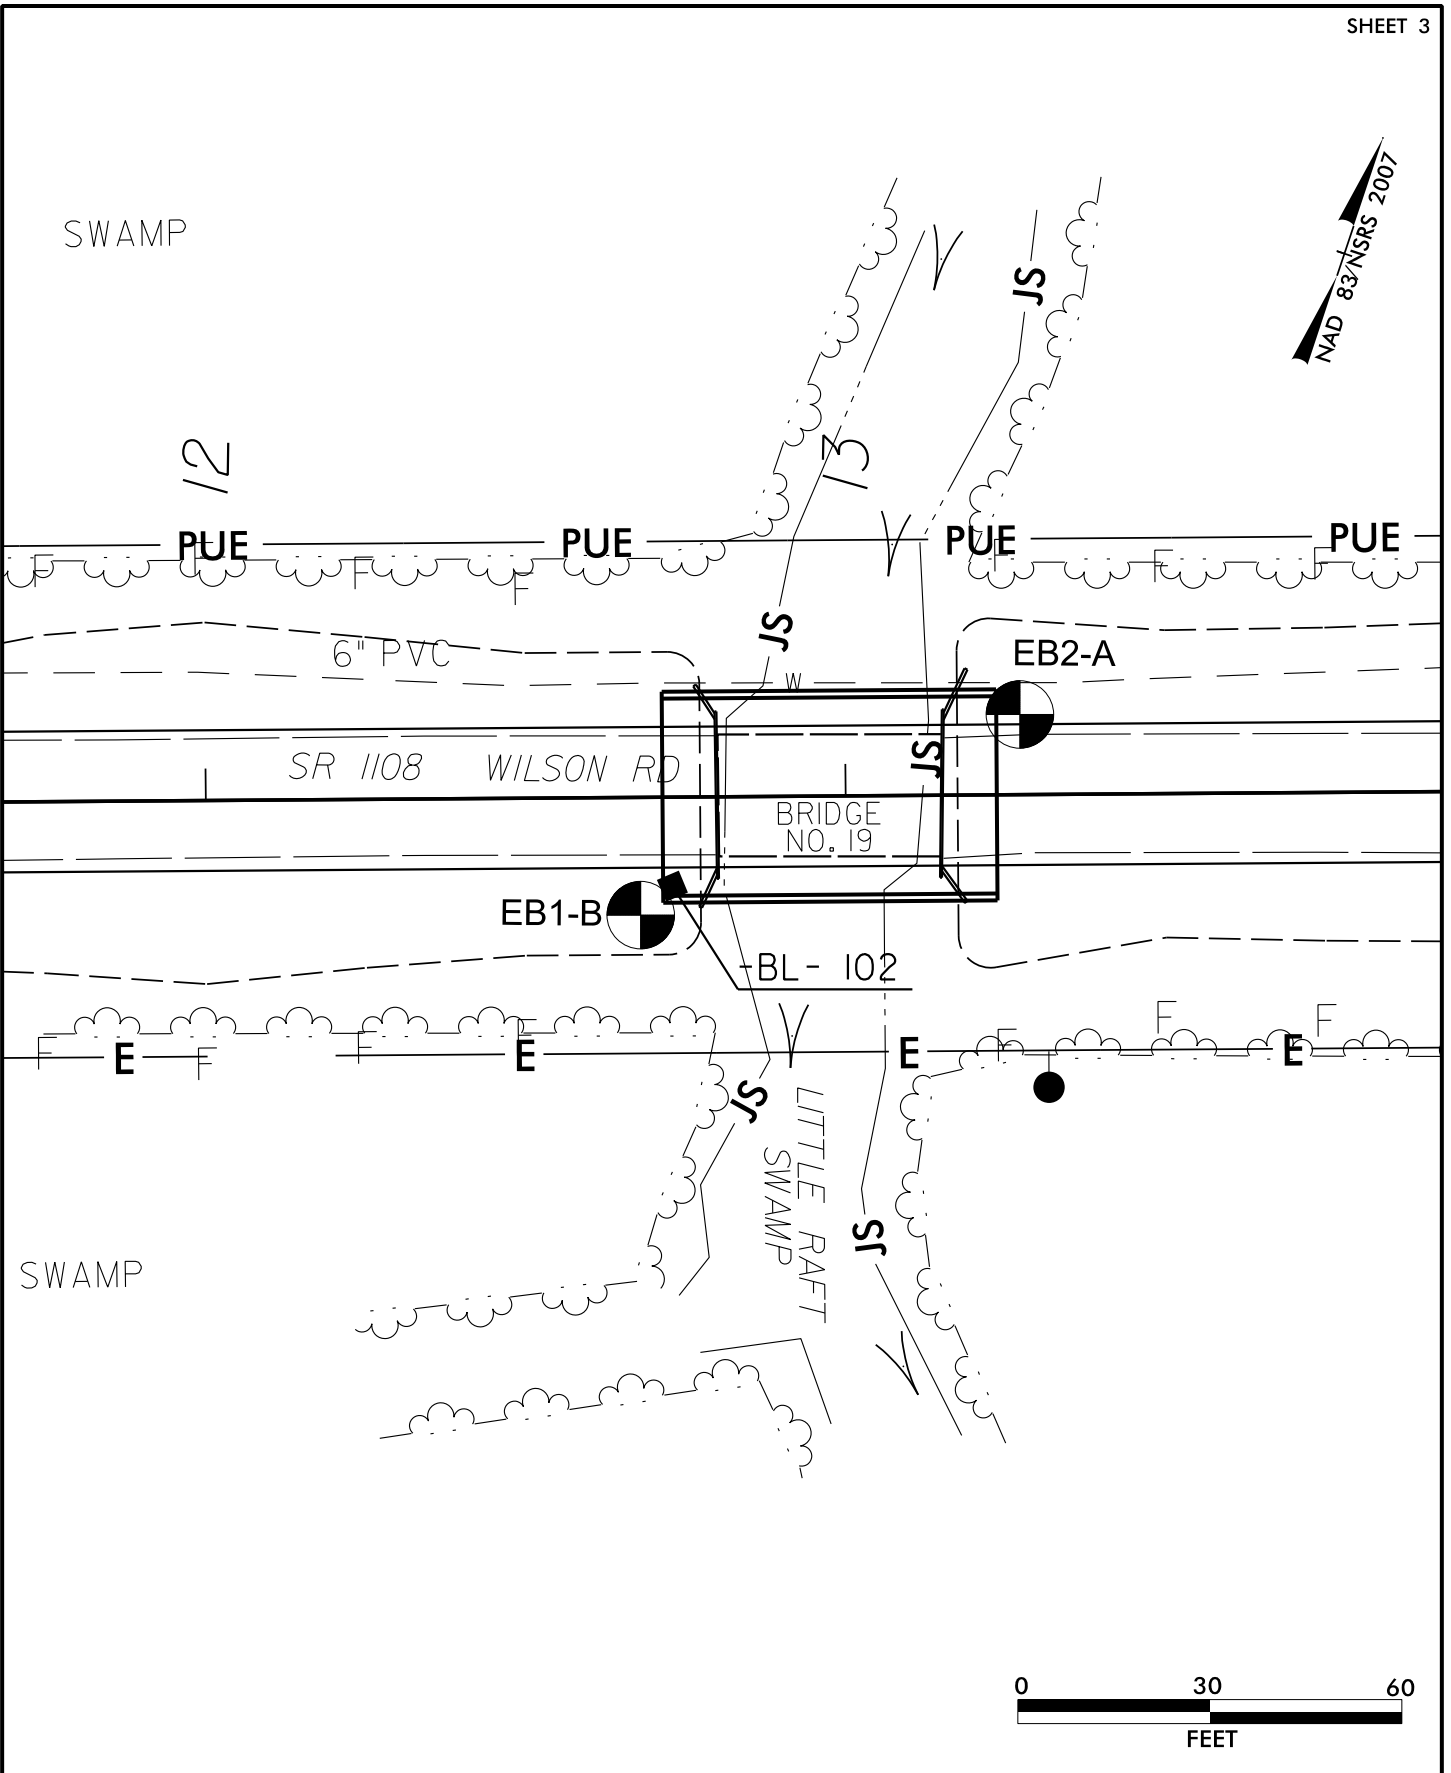 SHEET 3
SWAMP
NAD 83/NSRS 2007
JS
12
13
PUE
PUE
PUE
PUE
F
F
F
F
F
F
F
JS
6" PVC
EB2-A
W
SR 1108 WILSON RD
JS
BRIDGE
NO. 19
EB1-B
-BL- 102
F
F
F
F
F
F
F
E
E
E
E
JS
LITTLE RAFT
SWAMP
JS
SWAMP
0 30 60
FEET